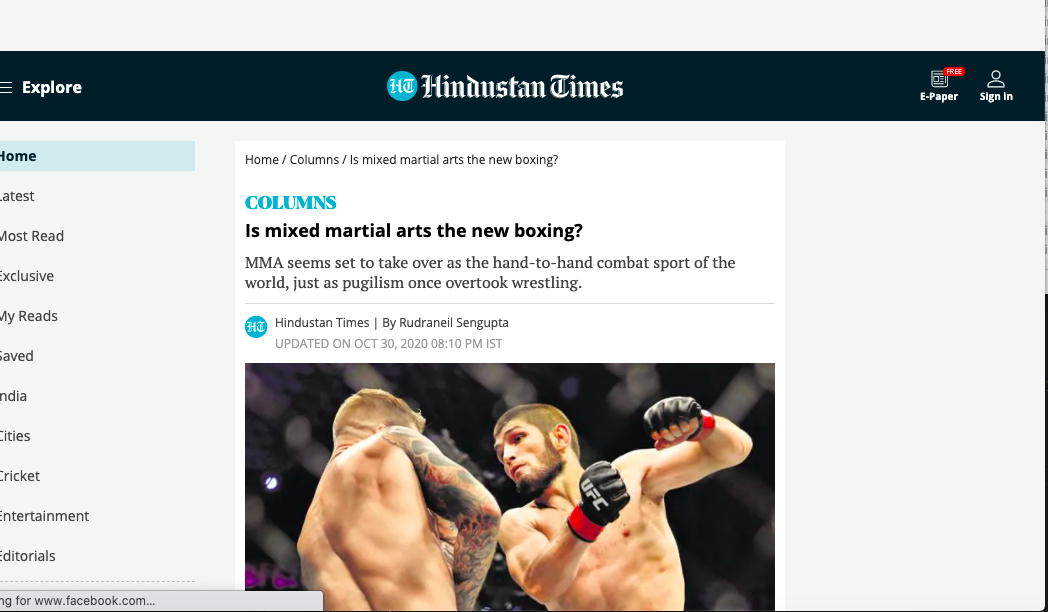 Explore
HT Hindustan Times
FREE
E-Paper
Sign in
Home
Latest
Most Read
Exclusive
My Reads
Saved
India
Cities
Cricket
Entertainment
Editorials
Home / Columns / Is mixed martial arts the new boxing?
COLUMNS
Is mixed martial arts the new boxing?
MMA seems set to take over as the hand-to-hand combat sport of the
world, just as pugilism once overtook wrestling.
HT
Hindustan Times | By Rudraneil Sengupta
UPDATED ON OCT 30, 2020 08:10 PM IST
UFC
ng for www.facebook.com...